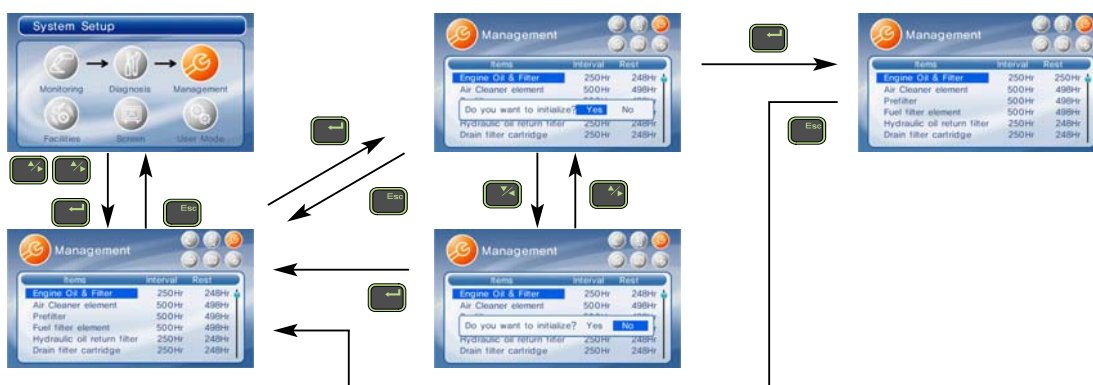 System Setup
Monitoring
Diagnosis
Management
Facilities
Screen
User Mode
Management
Items Interval Rest
Engine Oil & Filter 250Hr 248Hr
Air Cleaner element 500Hr 498Hr
Do you want to initialize? Yes No
Hydraulic oil return filter 250Hr 248Hr
Drain filter cartridge 250Hr 248Hr
Management
Items Interval Rest
Engine Oil & Filter 250Hr 250Hr
Air Cleaner element 500Hr 498Hr
Prefilter 500Hr 498Hr
Fuel filter element 500Hr 498Hr
Hydraulic oil return filter 250Hr 248Hr
Drain filter cartridge 250Hr 248Hr
Esc
Esc
Esc
Management
Items Interval Rest
Engine Oil & Filter 250Hr 248Hr
Air Cleaner element 500Hr 498Hr
Prefilter 500Hr 498Hr
Fuel filter element 500Hr 498Hr
Hydraulic oil return filter 250Hr 248Hr
Drain filter cartridge 250Hr 248Hr
Management
Items Interval Rest
Engine Oil & Filter 250Hr 248Hr
Air Cleaner element 500Hr 498Hr
Do you want to initialize? Yes No
Hydraulic oil return filter 250Hr 248Hr
Drain filter cartridge 250Hr 248Hr